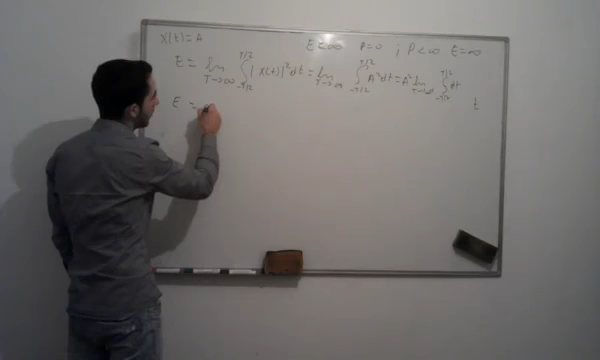 X(t)=A
E<∞ P=0 ; P<∞ E=∞
E= lim T→∞ ∫ -T/2 T/2 |X(t)|² dt = lim T→∞ ∫ -T/2 T/2 A² dt = A² lim T→∞ ∫ -T/2 T/2 dt
E = t